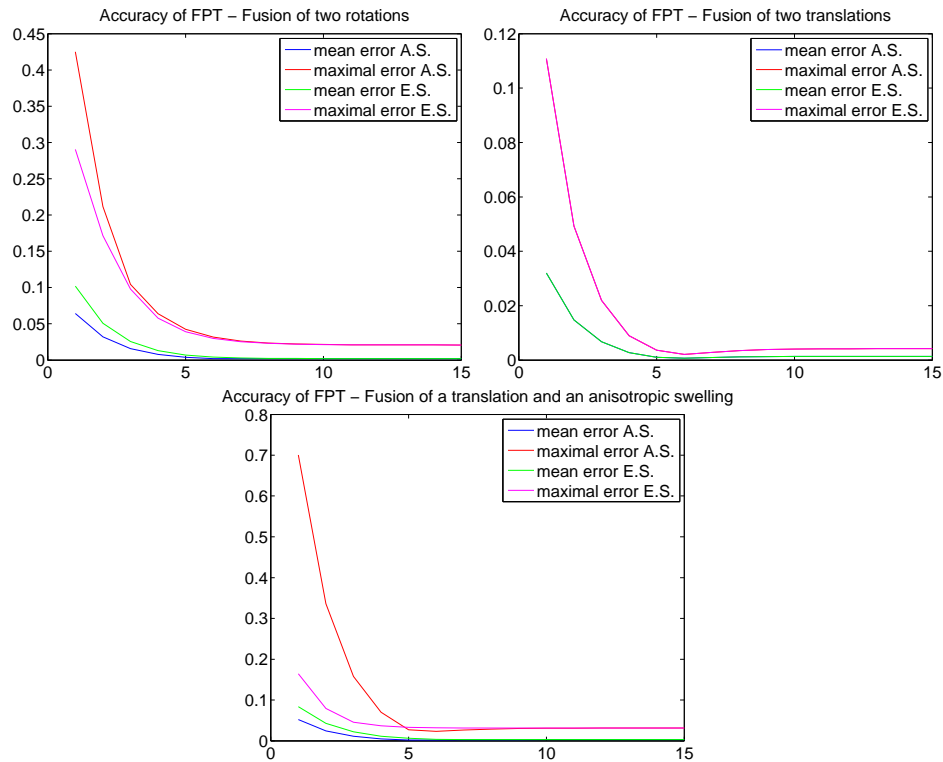 Accuracy of FPT − Fusion of two rotations
0.45
0.4
0.35
0.3
0.25
0.2
0.15
0.1
0.05
0
0 5 10 15
mean error A.S.
maximal error A.S.
mean error E.S.
maximal error E.S.
Accuracy of FPT − Fusion of two translations
0.12
0.1
0.08
0.06
0.04
0.02
0
0 5 10 15
mean error A.S.
maximal error A.S.
mean error E.S.
maximal error E.S.
Accuracy of FPT − Fusion of a translation and an anisotropic swelling
0.8
0.7
0.6
0.5
0.4
0.3
0.2
0.1
0
0 5 10 15
mean error A.S.
maximal error A.S.
mean error E.S.
maximal error E.S.